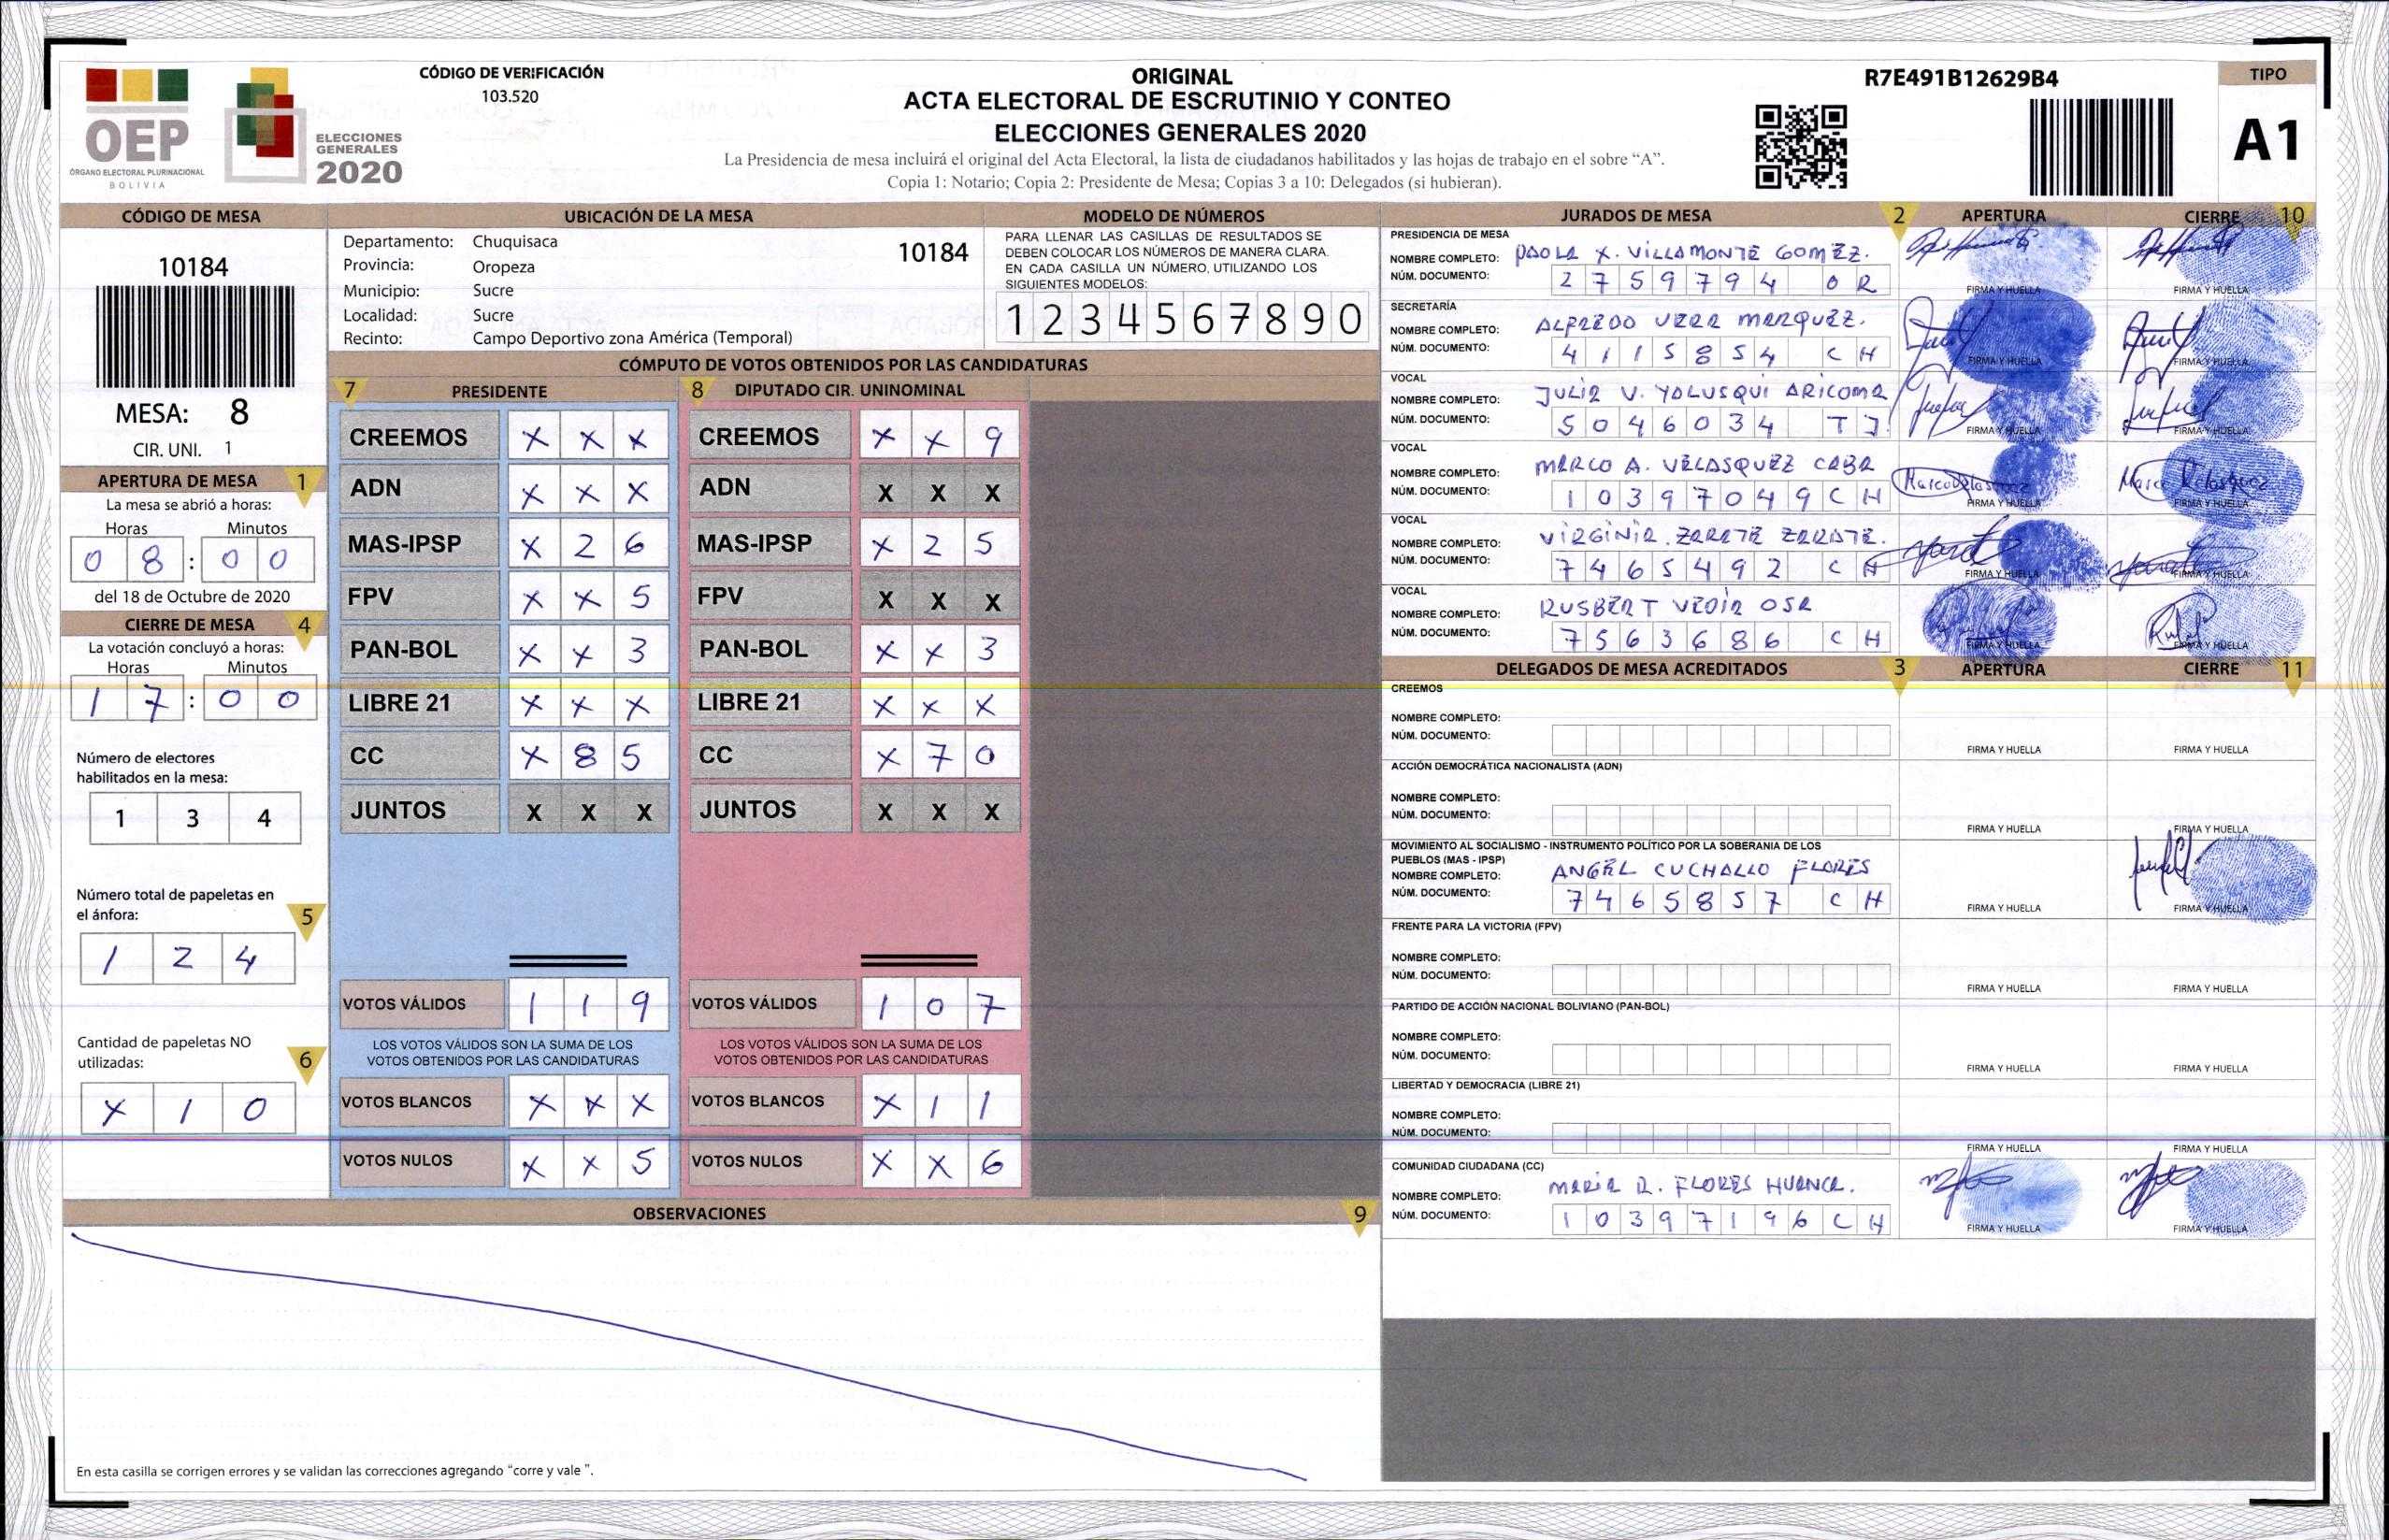 OEP
ÓRGANO ELECTORAL PLURINACIONAL
BOLIVIA
ELECCIONES
GENERALES
2020
CÓDIGO DE VERIFICACIÓN
103.520
ORIGINAL
ACTA ELECTORAL DE ESCRUTINIO Y CONTEO
ELECCIONES GENERALES 2020
La Presidencia de mesa incluirá el original del Acta Electoral, la lista de ciudadanos habilitados y las hojas de trabajo en el sobre “A”.
Copia 1: Notario; Copia 2: Presidente de Mesa; Copias 3 a 10: Delegados (si hubieran).
R7E491B12629B4
TIPO
A1
CÓDIGO DE MESA
10184
MESA: 8
CIR. UNI. 1
APERTURA DE MESA 1
La mesa se abrió a horas:
Horas Minutos
0 8 : 0 0
del 18 de Octubre de 2020
CIERRE DE MESA 4
La votación concluyó a horas:
Horas Minutos
1 7 : 0 0
Número de electores
habilitados en la mesa:
1 3 4
Número total de papeletas en
el ánfora: 5
1 2 4
Cantidad de papeletas NO
utilizadas: 6
X 1 0
UBICACIÓN DE LA MESA
Departamento: Chuquisaca 10184
Provincia: Oropeza
Municipio: Sucre
Localidad: Sucre
Recinto: Campo Deportivo zona América (Temporal)
MODELO DE NÚMEROS
PARA LLENAR LAS CASILLAS DE RESULTADOS SE
DEBEN COLOCAR LOS NÚMEROS DE MANERA CLARA.
EN CADA CASILLA UN NÚMERO, UTILIZANDO LOS
SIGUIENTES MODELOS:
1 2 3 4 5 6 7 8 9 0
CÓMPUTO DE VOTOS OBTENIDOS POR LAS CANDIDATURAS
7 PRESIDENTE 8 DIPUTADO CIR. UNINOMINAL
CREEMOS X X X CREEMOS X X 9
ADN X X X ADN X X X
MAS-IPSP X 2 6 MAS-IPSP X 2 5
FPV X X 5 FPV X X X
PAN-BOL X X 3 PAN-BOL X X 3
LIBRE 21 X X X LIBRE 21 X X X
CC X 8 5 CC X 7 0
JUNTOS X X X JUNTOS X X X
VOTOS VÁLIDOS 1 1 9 VOTOS VÁLIDOS 1 0 7
LOS VOTOS VÁLIDOS SON LA SUMA DE LOS LOS VOTOS VÁLIDOS SON LA SUMA DE LOS
VOTOS OBTENIDOS POR LAS CANDIDATURAS VOTOS OBTENIDOS POR LAS CANDIDATURAS
VOTOS BLANCOS X X X VOTOS BLANCOS X 1 1
VOTOS NULOS X X 5 VOTOS NULOS X X 6
OBSERVACIONES 9
En esta casilla se corrigen errores y se validan las correcciones agregando “corre y vale ”.
JURADOS DE MESA 2 APERTURA CIERRE 10
PRESIDENCIA DE MESA
NOMBRE COMPLETO: PAOLA X. VILLAMONTE GOMEZ.
NÚM. DOCUMENTO: 2 7 5 9 7 9 4 O R
FIRMA Y HUELLA FIRMA Y HUELLA
SECRETARÍA
NOMBRE COMPLETO: ALFREDO VERA MARQUEZ.
NÚM. DOCUMENTO: 4 1 1 5 8 5 4 C H
FIRMA Y HUELLA FIRMA Y HUELLA
VOCAL
NOMBRE COMPLETO: JULIA V. YALUSQUI ARICOMA
NÚM. DOCUMENTO: 5 0 4 6 0 3 4 T J
FIRMA Y HUELLA FIRMA Y HUELLA
VOCAL
NOMBRE COMPLETO: MARCO A. VELASQUEZ CABA
NÚM. DOCUMENTO: 1 0 3 9 7 0 4 9 C H
Marco Velasquez Marco Velasquez
FIRMA Y HUELLA FIRMA Y HUELLA
VOCAL
NOMBRE COMPLETO: VIRGINIA ZARATE ZARATE.
NÚM. DOCUMENTO: 7 4 6 5 4 9 2 C H
FIRMA Y HUELLA FIRMA Y HUELLA
VOCAL
NOMBRE COMPLETO: RUSBERT VEDIA OSA
NÚM. DOCUMENTO: 7 5 6 3 6 8 6 C H
FIRMA Y HUELLA FIRMA Y HUELLA
DELEGADOS DE MESA ACREDITADOS 3 APERTURA CIERRE 11
CREEMOS
NOMBRE COMPLETO:
NÚM. DOCUMENTO:
FIRMA Y HUELLA FIRMA Y HUELLA
ACCIÓN DEMOCRÁTICA NACIONALISTA (ADN)
NOMBRE COMPLETO:
NÚM. DOCUMENTO:
FIRMA Y HUELLA FIRMA Y HUELLA
MOVIMIENTO AL SOCIALISMO - INSTRUMENTO POLÍTICO POR LA SOBERANIA DE LOS
PUEBLOS (MAS - IPSP)
NOMBRE COMPLETO: ANGEL CUCHALLO FLORES
NÚM. DOCUMENTO: 7 4 6 5 8 5 7 C H
FIRMA Y HUELLA FIRMA Y HUELLA
FRENTE PARA LA VICTORIA (FPV)
NOMBRE COMPLETO:
NÚM. DOCUMENTO:
FIRMA Y HUELLA FIRMA Y HUELLA
PARTIDO DE ACCIÓN NACIONAL BOLIVIANO (PAN-BOL)
NOMBRE COMPLETO:
NÚM. DOCUMENTO:
FIRMA Y HUELLA FIRMA Y HUELLA
LIBERTAD Y DEMOCRACIA (LIBRE 21)
NOMBRE COMPLETO:
NÚM. DOCUMENTO:
FIRMA Y HUELLA FIRMA Y HUELLA
COMUNIDAD CIUDADANA (CC)
NOMBRE COMPLETO: MARIA R. FLORES HUANCA.
NÚM. DOCUMENTO: 1 0 3 9 7 1 9 6 C H
FIRMA Y HUELLA FIRMA Y HUELLA